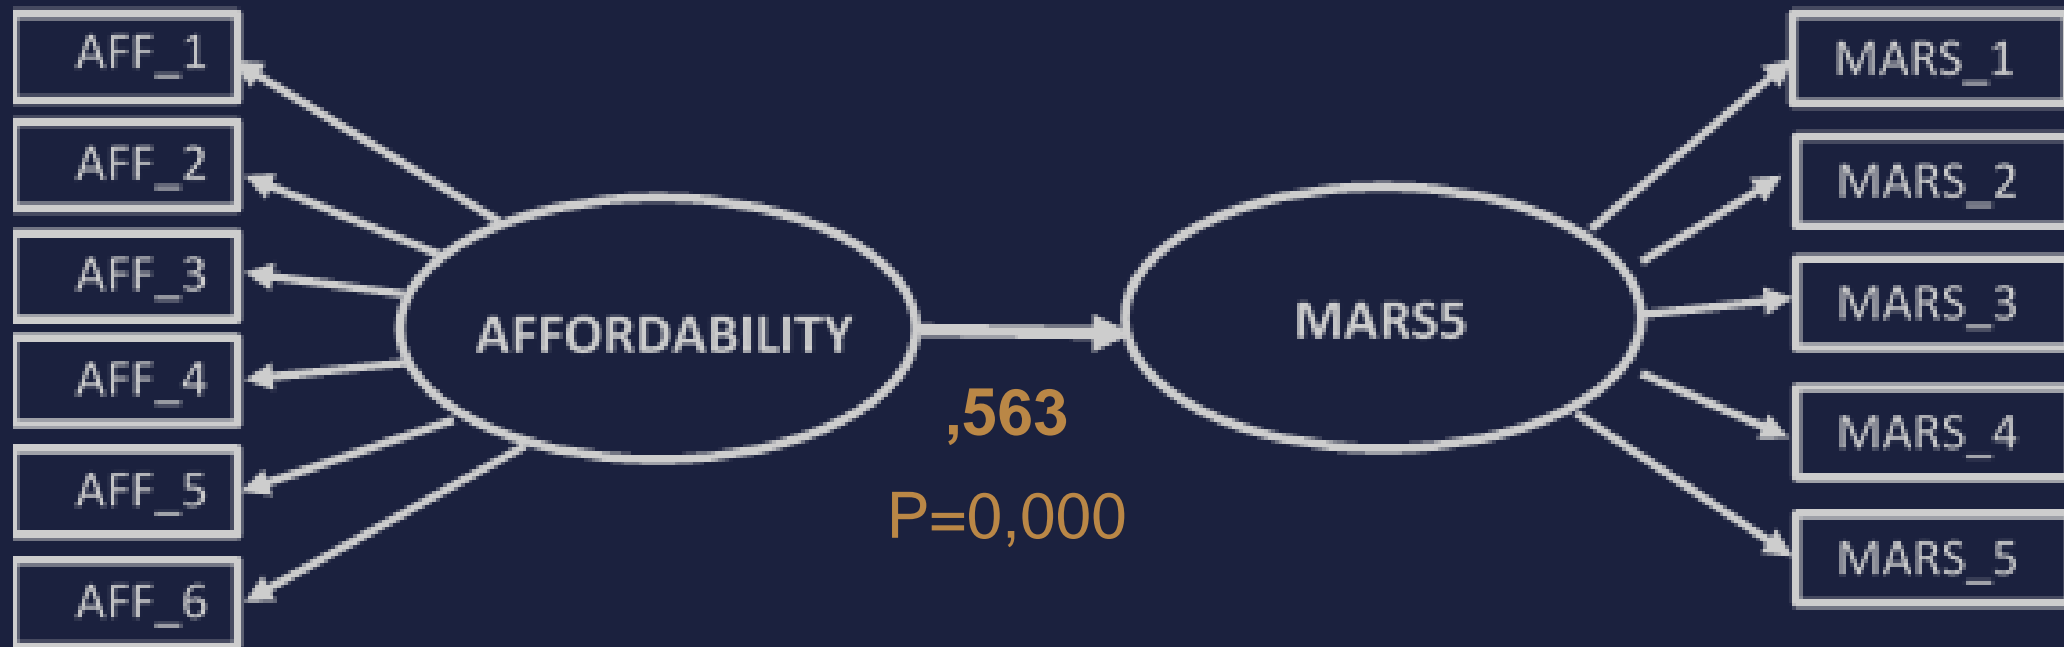 AFF_1
AFF_2
AFF_3
AFF_4
AFF_5
AFF_6
AFFORDABILITY
,563
P=0,000
MARS5
MARS_1
MARS_2
MARS_3
MARS_4
MARS_5